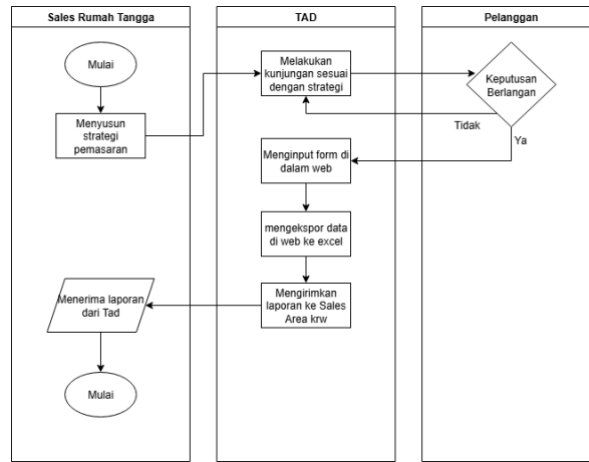 Sales Rumah Tangga
TAD
Pelanggan
Mulai
Menyusun
strategi
pemasaran
Melakukan
kunjungan sesuai
dengan strategi
Keputusan
Berlangan
Tidak
Ya
Menginput form di
dalam web
mengekspor data
di web ke excel
Mengirimkan
laporan ke Sales
Area krw
Menerima laporan
dari Tad
Mulai